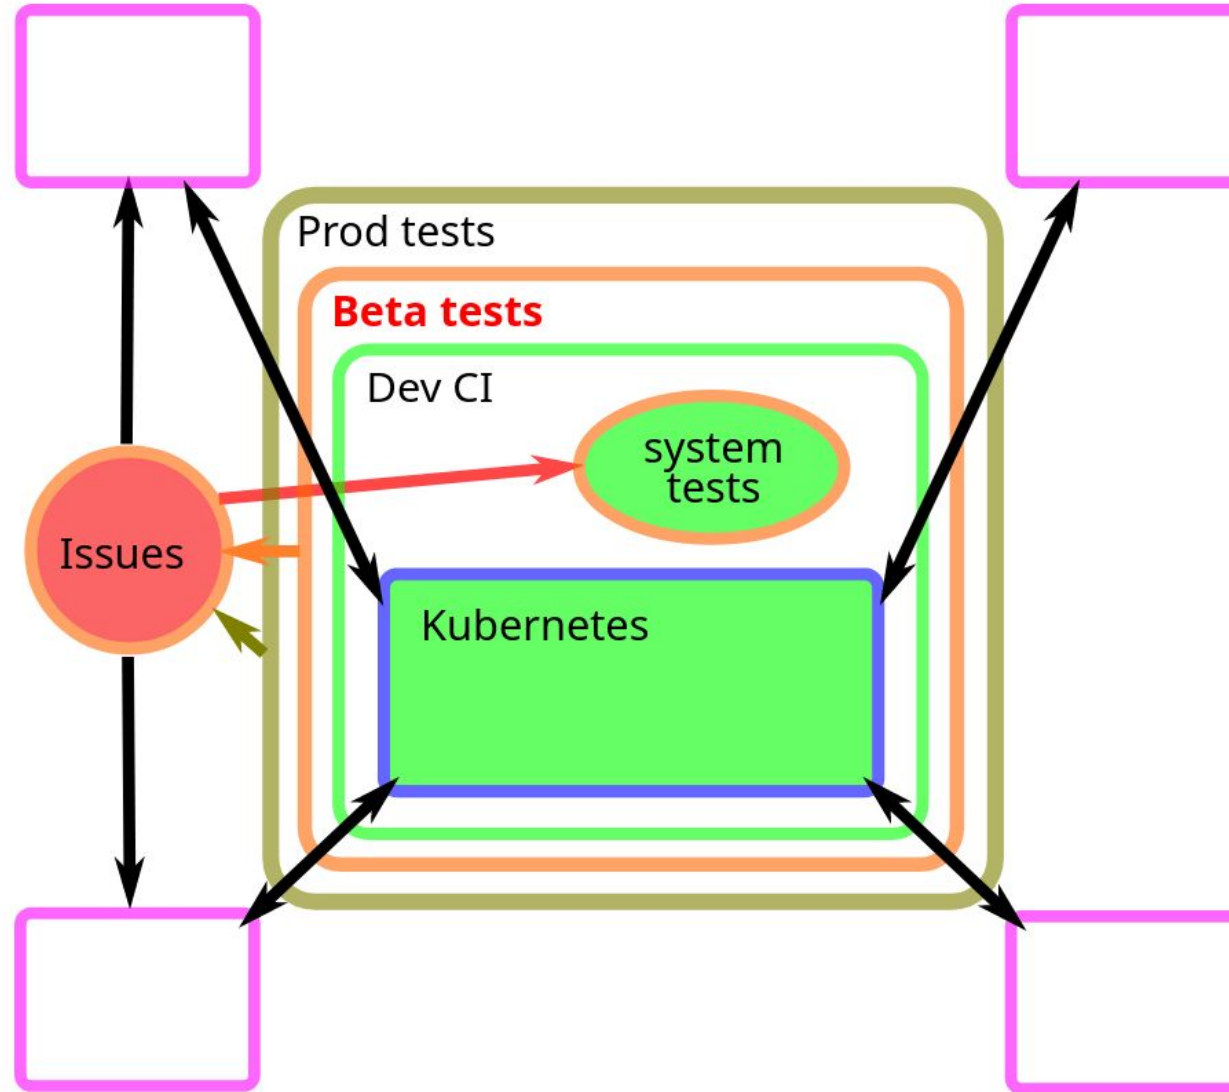 Prod tests
Beta tests
Dev CI
system
tests
Issues
Kubernetes